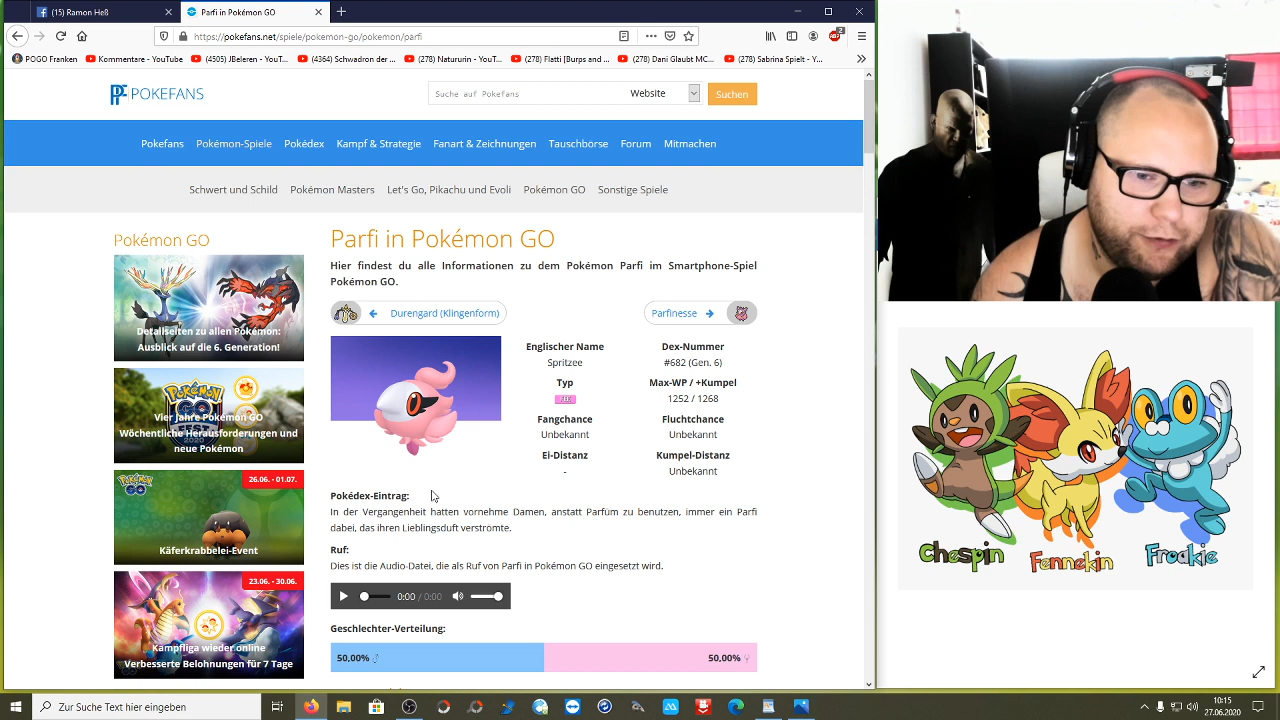 (15) Ramon Heß
Parfi in Pokémon GO
https://pokefans.net/spiele/pokemon-go/pokemon/parfi
POGO Franken
Kommentare - YouTube
(4505) JBeleren - YouT...
(4364) Schwadron der ...
(278) Natururin - YouT...
(278) Flatti [Burps and ...
(278) Dani Glaubt MC...
(278) Sabrina Spielt - Y...
POKEFANS
Suche auf Pokefans
Website
Suchen
Pokefans Pokémon-Spiele Pokédex Kampf & Strategie Fanart & Zeichnungen Tauschbörse Forum Mitmachen
Schwert und Schild Pokémon Masters Let's Go, Pikachu und Evoli Pokémon GO Sonstige Spiele
Pokémon GO
Detailseiten zu allen Pokémon:
Ausblick auf die 6. Generation!
Vier Jahre Pokémon GO
Wöchentliche Herausforderungen und
neue Pokémon
26.06. - 01.07.
Käferkrabbelei-Event
23.06. - 30.06.
Kampfliga wieder online
Verbesserte Belohnungen für 7 Tage
Parfi in Pokémon GO
Hier findest du alle Informationen zu dem Pokémon Parfi im Smartphone-Spiel
Pokémon GO.
Durengard (Klingenform)
Parfinesse
Englischer Name
Spritzee
Dex-Nummer
#682 (Gen. 6)
Typ
FEE
Max-WP / +Kumpel
1252 / 1268
Fangchance
Unbekannt
Fluchtchance
Unbekannt
Ei-Distanz
-
Kumpel-Distanz
Unbekannt
Pokédex-Eintrag:
In der Vergangenheit hatten vornehme Damen, anstatt Parfüm zu benutzen, immer ein Parfi
dabei, das ihren Lieblingsduft verströmte.
Ruf:
Dies ist die Audio-Datei, die als Ruf von Parfi in Pokémon GO eingesetzt wird.
0:00 / 0:00
Geschlechter-Verteilung:
50,00% ♂
50,00% ♀
Chespin
Fennekin
Froakie
Zur Suche Text hier eingeben
10:15
27.06.2020